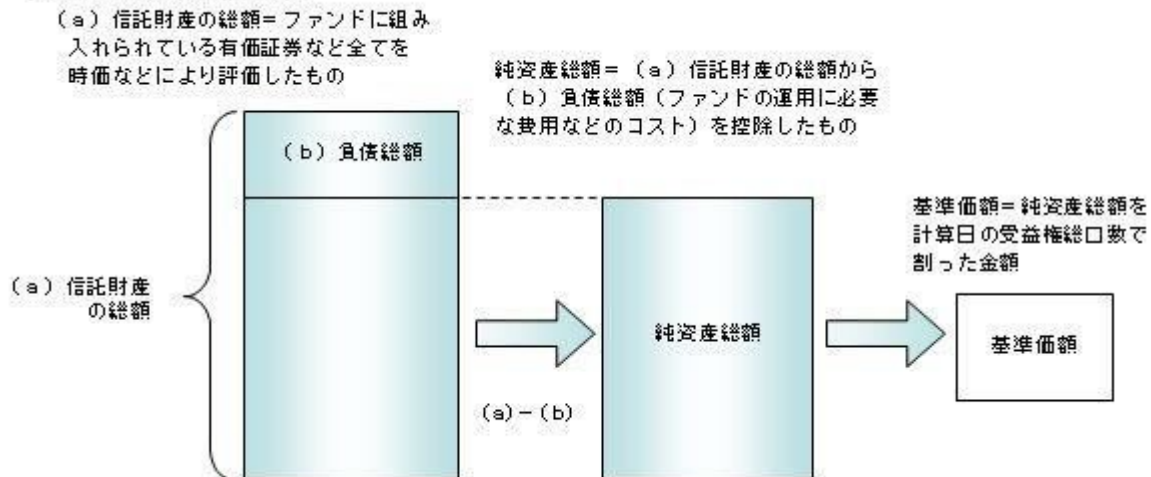 （a）信託財産の総額＝ファンドに組み
入れられている有価証券など全てを
時価などにより評価したもの
純資産総額＝（a）信託財産の総額から
（b）負債総額（ファンドの運用に必要
な費用などのコスト）を控除したもの
（b）負債総額
基準価額＝純資産総額を
計算日の受益権総口数で
割った金額
（a）信託財産
の総額
純資産総額
基準価額
（a）－（b）